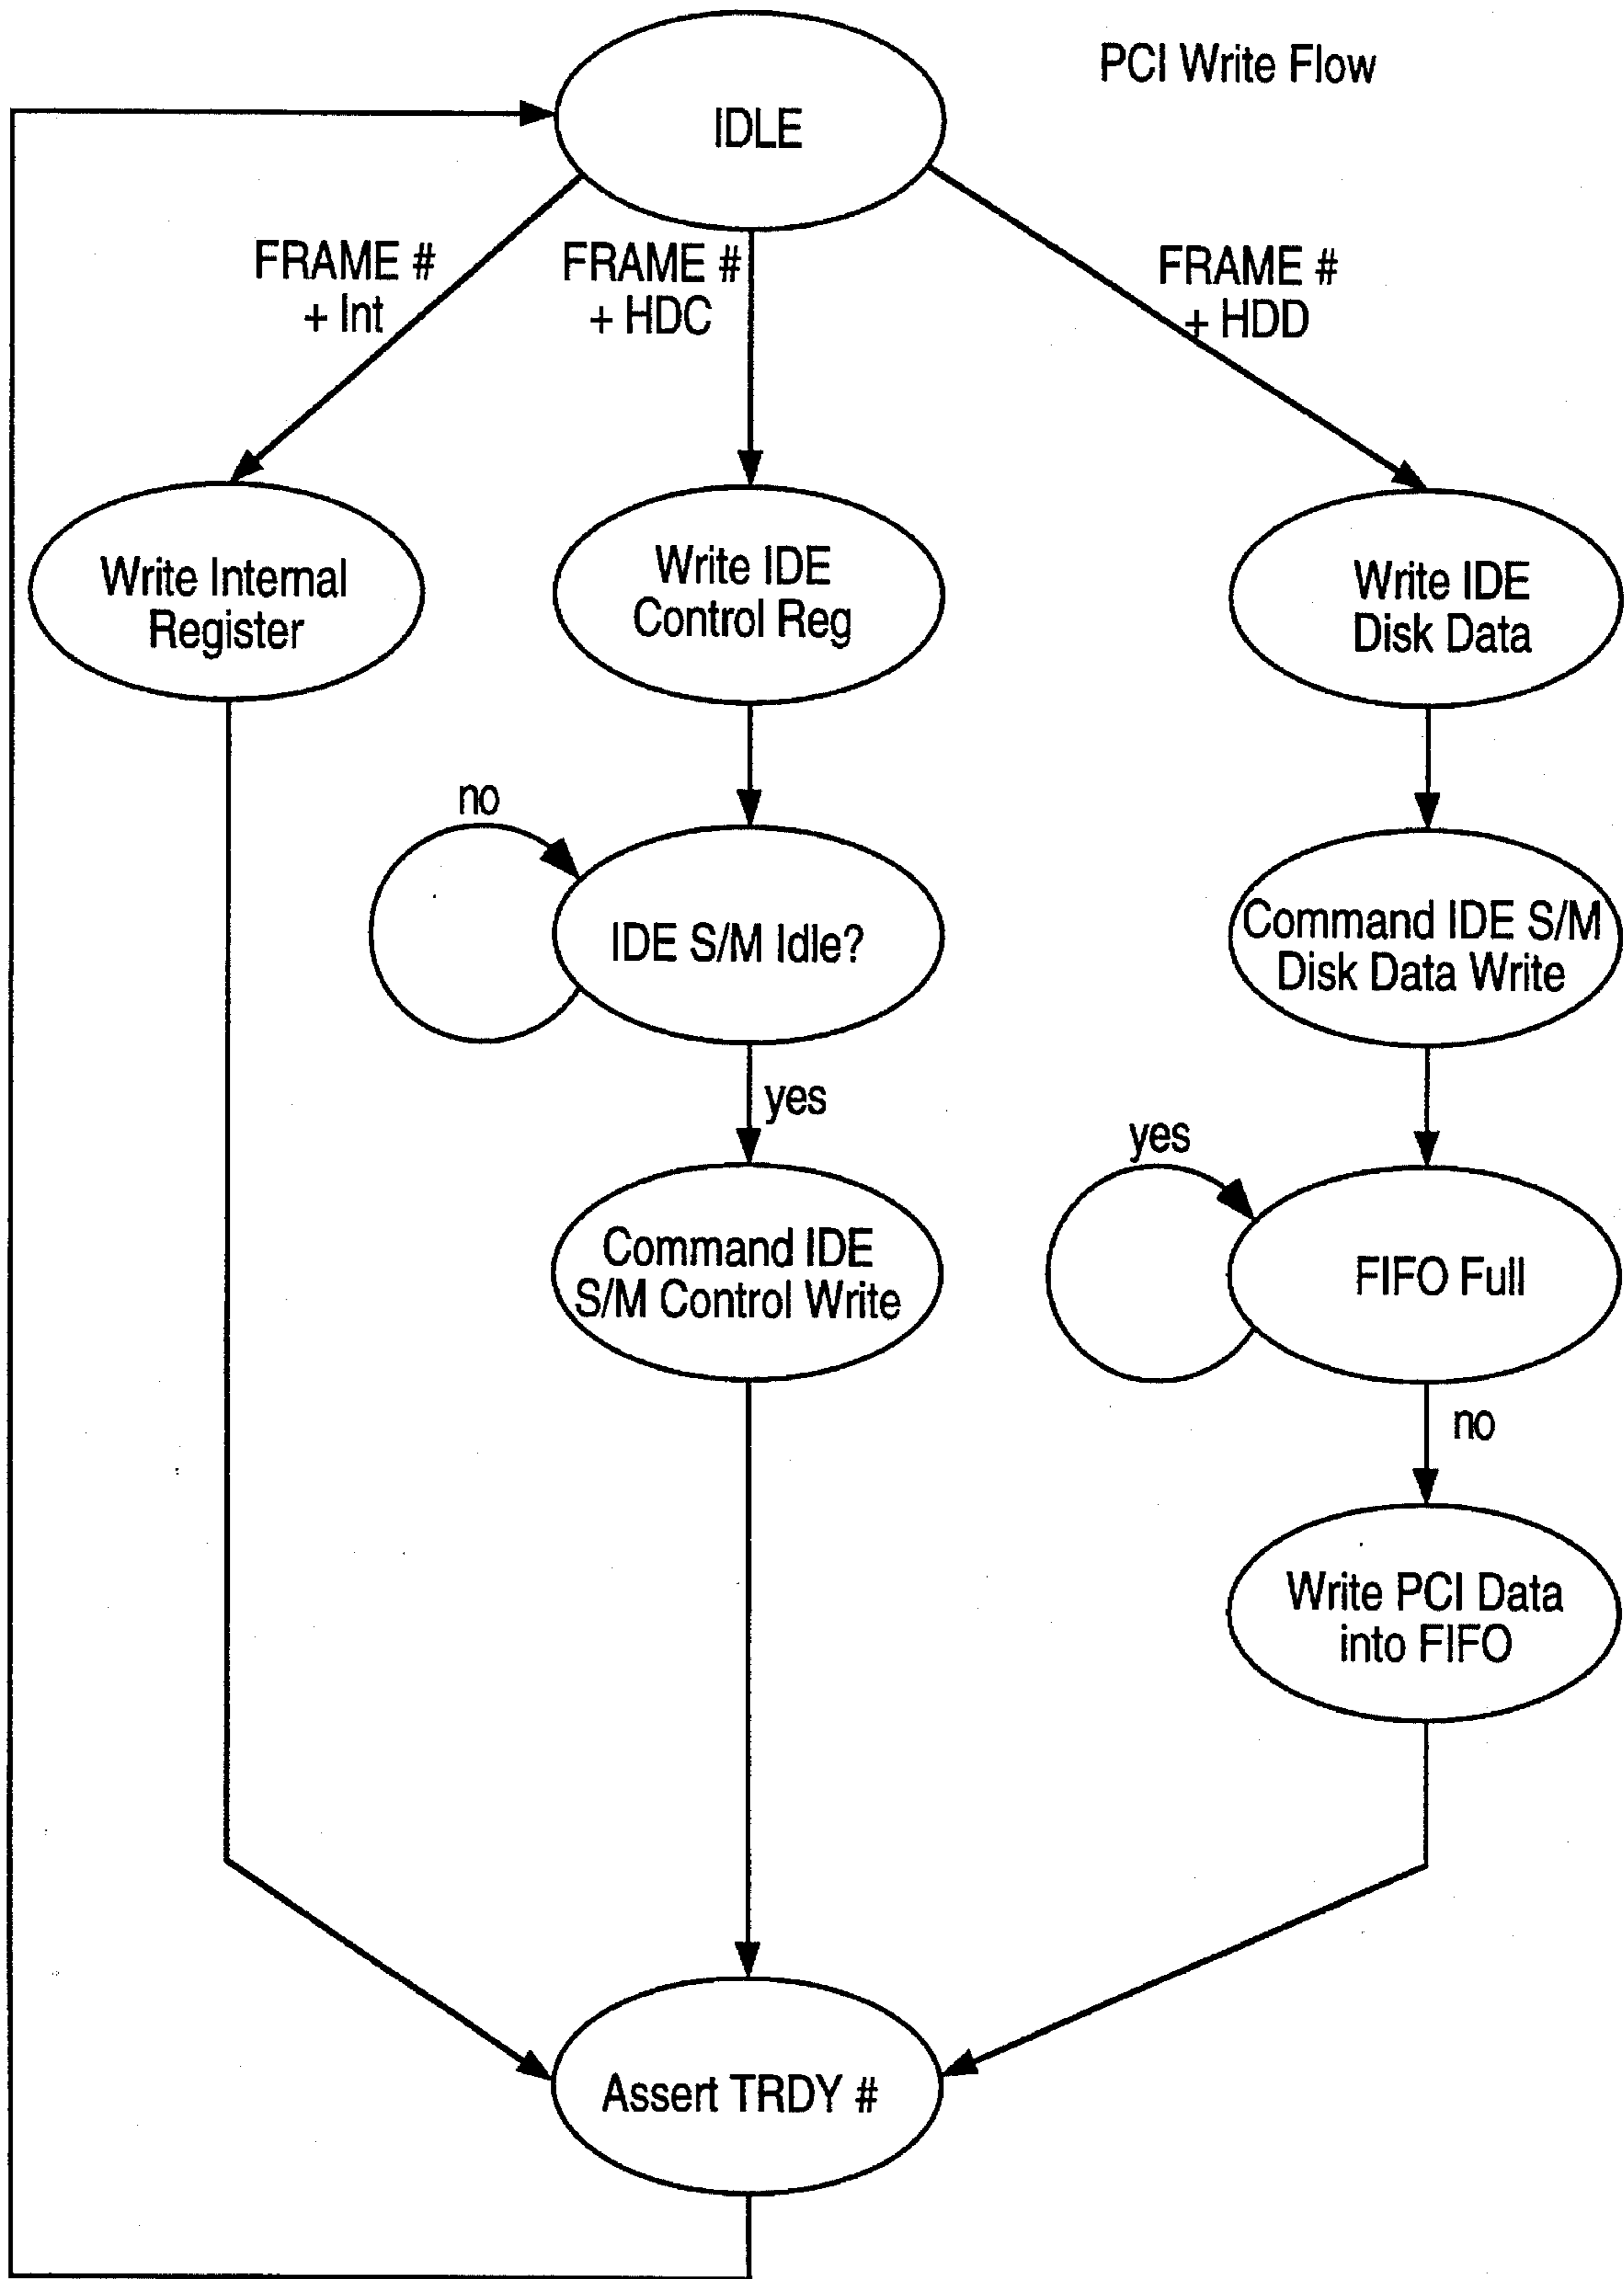 PCI Write Flow
IDLE
FRAME #
+ Int
FRAME #
+ HDC
FRAME #
+ HDD
Write Internal
Register
Write IDE
Control Reg
Write IDE
Disk Data
no
IDE S/M Idle?
Command IDE S/M
Disk Data Write
yes
yes
Command IDE
S/M Control Write
FIFO Full
no
Write PCI Data
into FIFO
Assert TRDY #